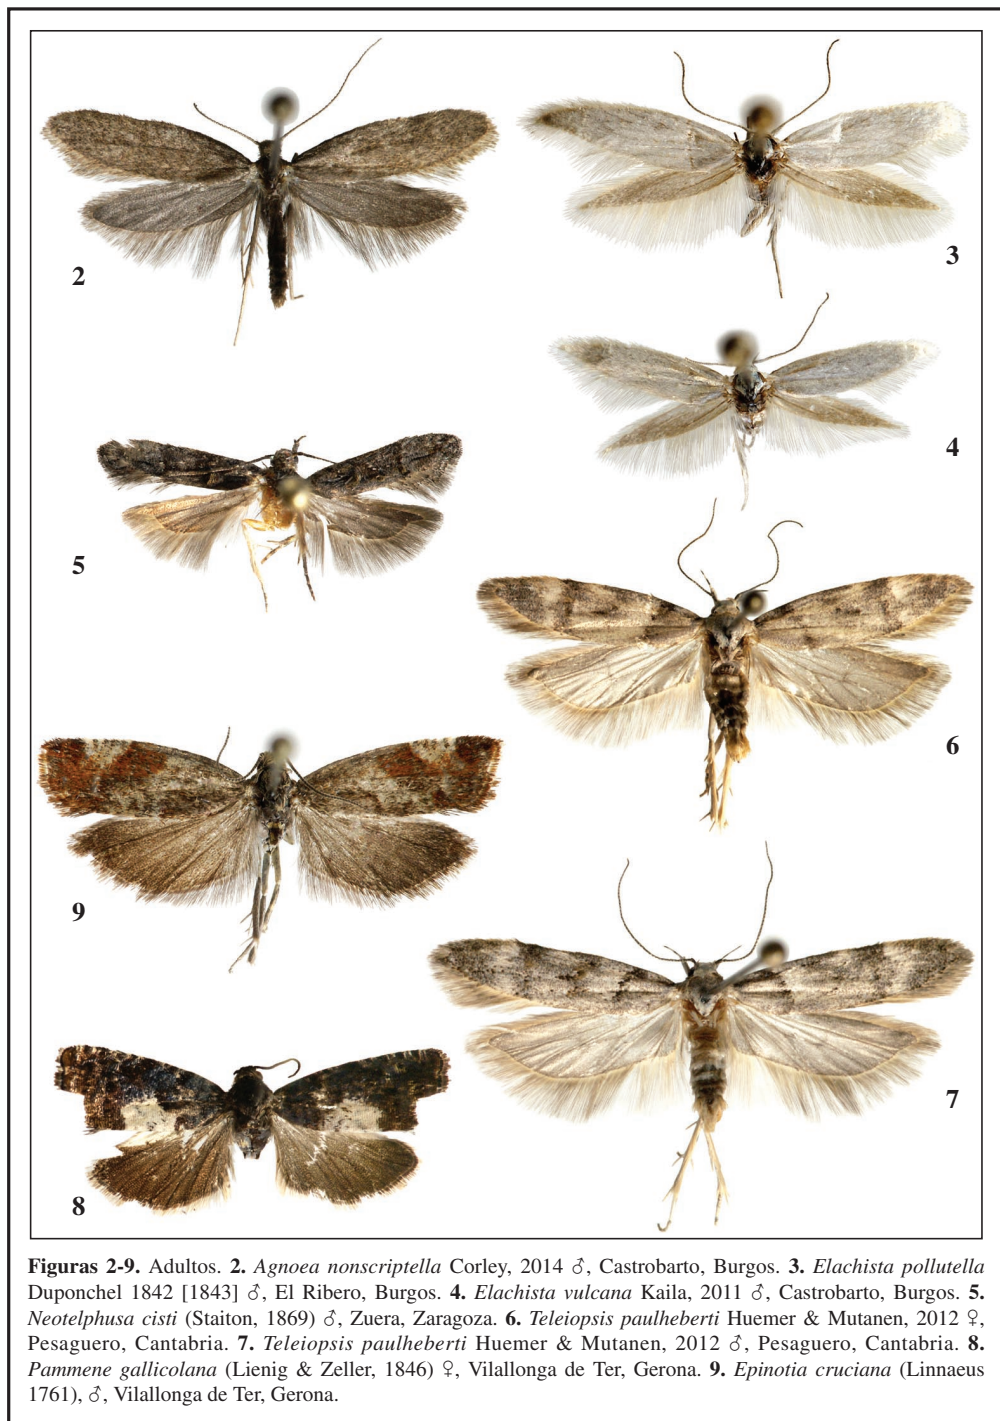 2
3
4
5
6
9
7
8
Figuras 2-9. Adultos. 2. Agnoea nonscriptella Corley, 2014 ♂, Castrobarto, Burgos. 3. Elachista pollutella
Duponchel 1842 [1843] ♂, El Ribero, Burgos. 4. Elachista vulcana Kaila, 2011 ♂, Castrobarto, Burgos. 5.
Neotelphusa cisti (Staiton, 1869) ♂, Zuera, Zaragoza. 6. Teleiopsis paulheberti Huemer & Mutanen, 2012 ♀,
Pesaguero, Cantabria. 7. Teleiopsis paulheberti Huemer & Mutanen, 2012 ♂, Pesaguero, Cantabria. 8.
Pammene gallicolana (Lienig & Zeller, 1846) ♀, Vilallonga de Ter, Gerona. 9. Epinotia cruciana (Linnaeus
1761), ♂, Vilallonga de Ter, Gerona.